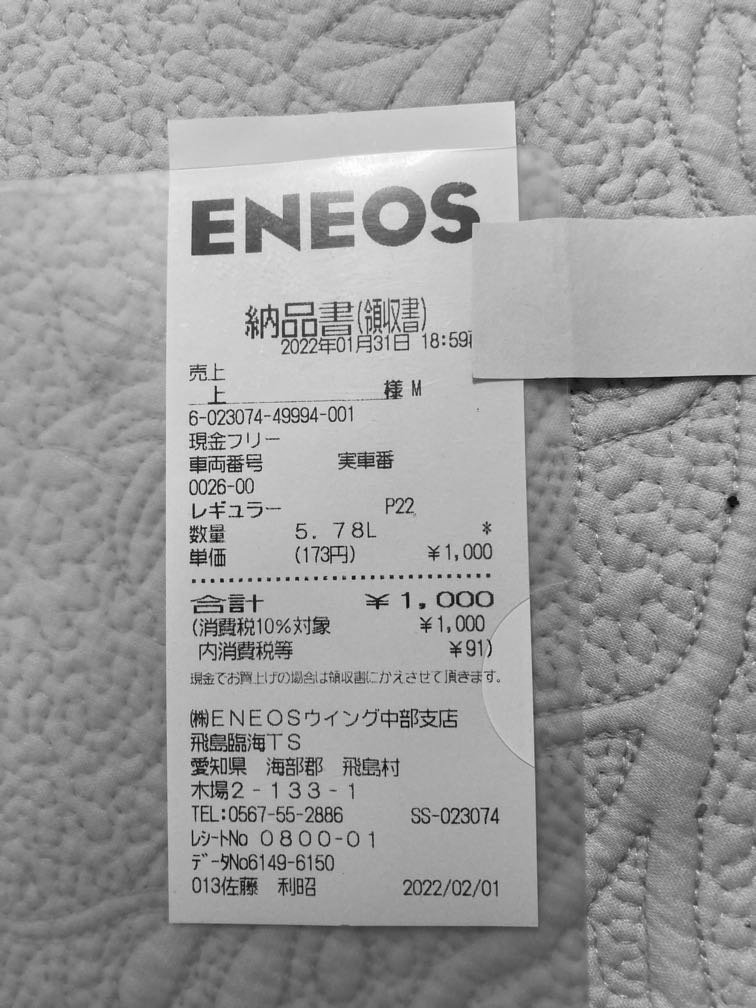 ENEOS
納品書(領収書)
2022年01月31日 18:59
売上
上 様 M
6-023074-49994-001
現金フリー
車両番号 実車番
0026-00
レギュラー P22
数量 5.78L *
単価 (173円) ¥1,000
合計 ¥1,000
(消費税10%対象 ¥1,000
内消費税等 ¥91)
現金でお買上げの場合は領収書にかえさせて頂きます。
㈱ENEOSウイング中部支店
飛島臨海TS
愛知県 海部郡 飛島村
木場2-133-1
TEL:0567-55-2886 SS-023074
レシートNo 0800-01
データNo6149-6150
013佐藤 利昭 2022/02/01